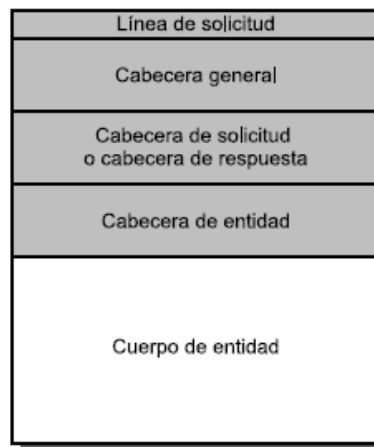 Línea de solicitud
Cabecera general
Cabecera de solicitud
o cabecera de respuesta
Cabecera de entidad
Cuerpo de entidad